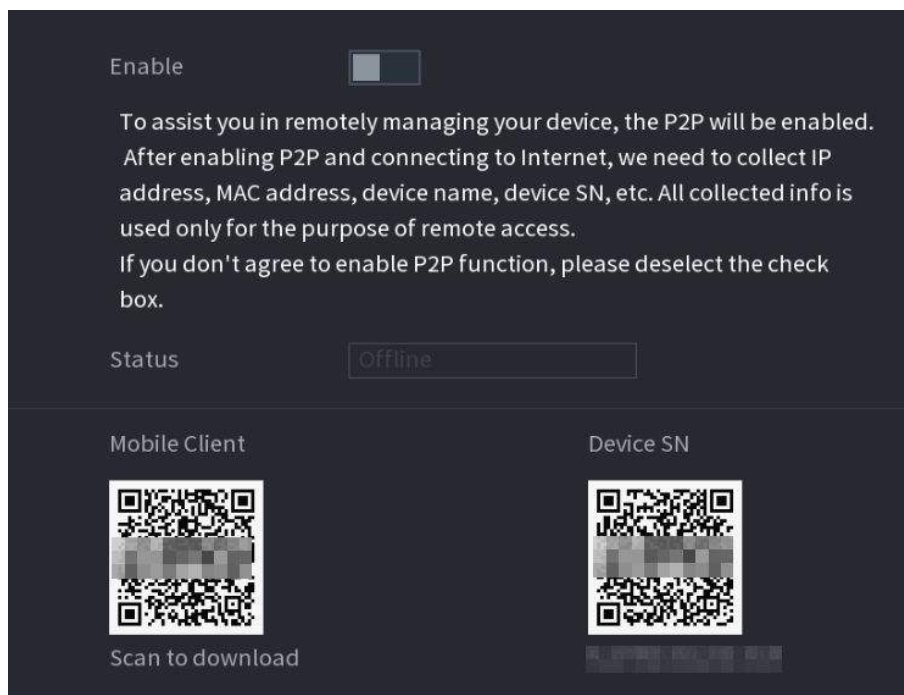 Enable
To assist you in remotely managing your device, the P2P will be enabled.
After enabling P2P and connecting to Internet, we need to collect IP
address, MAC address, device name, device SN, etc. All collected info is
used only for the purpose of remote access.
If you don't agree to enable P2P function, please deselect the check
box.
Status Offline
Mobile Client Device SN
Scan to download